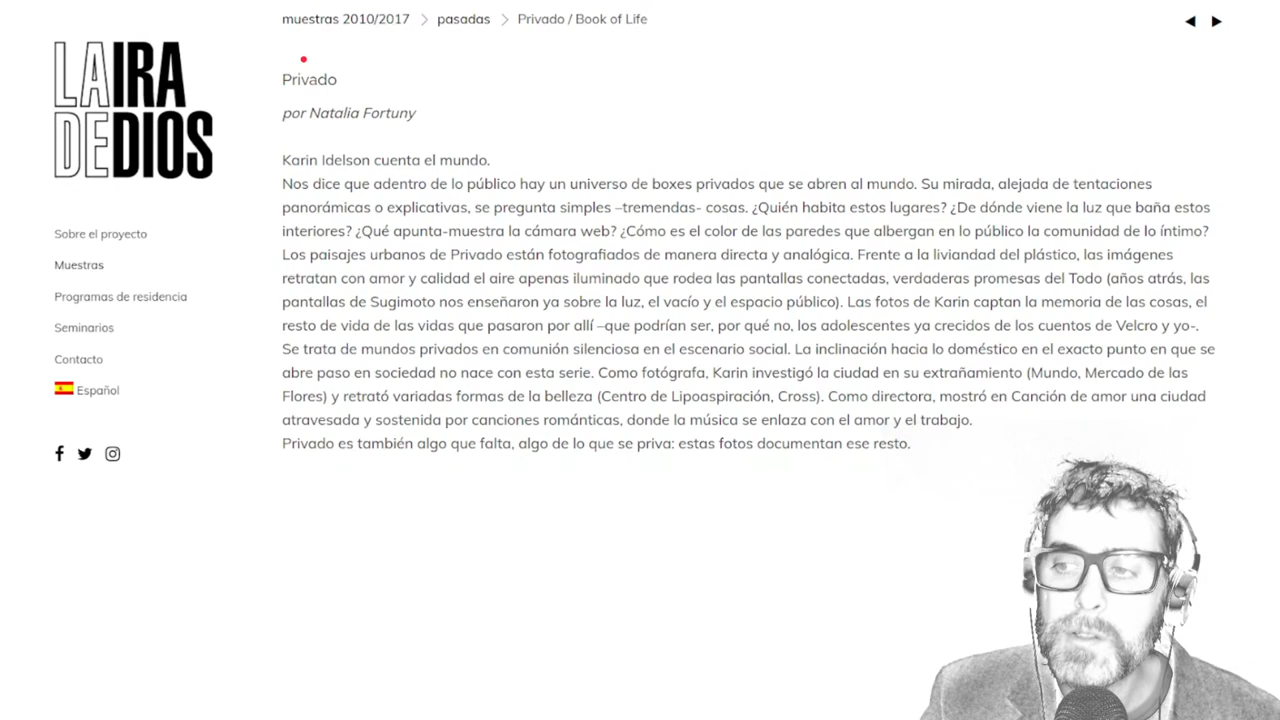 muestras 2010/2017 pasadas Privado / Book of Life
LAIRA
DEDIOS
Privado
por Natalia Fortuny
Karin Idelson cuenta el mundo.
Nos dice que adentro de lo público hay un universo de boxes privados que se abren al mundo. Su mirada, alejada de tentaciones
panorámicas o explicativas, se pregunta simples –tremendas- cosas. ¿Quién habita estos lugares? ¿De dónde viene la luz que baña estos
interiores? ¿Qué apunta-muestra la cámara web? ¿Cómo es el color de las paredes que albergan en lo público la comunidad de lo íntimo?
Los paisajes urbanos de Privado están fotografiados de manera directa y analógica. Frente a la liviandad del plástico, las imágenes
retratan con amor y calidad el aire apenas iluminado que rodea las pantallas conectadas, verdaderas promesas del Todo (años atrás, las
pantallas de Sugimoto nos enseñaron ya sobre la luz, el vacío y el espacio público). Las fotos de Karin captan la memoria de las cosas, el
resto de vida de las vidas que pasaron por allí –que podrían ser, por qué no, los adolescentes ya crecidos de los cuentos de Velcro y yo-.
Se trata de mundos privados en comunión silenciosa en el escenario social. La inclinación hacia lo doméstico en el exacto punto en que se
abre paso en sociedad no nace con esta serie. Como fotógrafa, Karin investigó la ciudad en su extrañamiento (Mundo, Mercado de las
Flores) y retrató variadas formas de la belleza (Centro de Lipoaspiración, Cross). Como directora, mostró en Canción de amor una ciudad
atravesada y sostenida por canciones románticas, donde la música se enlaza con el amor y el trabajo.
Privado es también algo que falta, algo de lo que se priva: estas fotos documentan ese resto.
Sobre el proyecto
Muestras
Programas de residencia
Seminarios
Contacto
Español